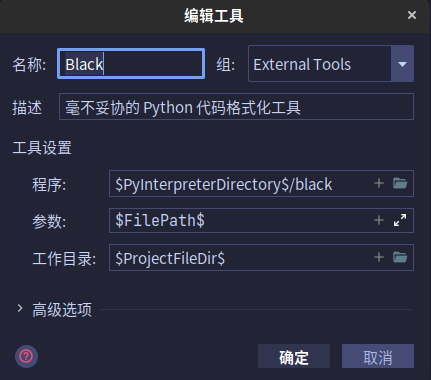 编辑工具
名称: Black 组: External Tools
描述 毫不妥协的 Python 代码格式化工具
工具设置
程序: $PyInterpreterDirectory$/black
参数: $FilePath$
工作目录: $ProjectFileDir$
高级选项
确定 取消